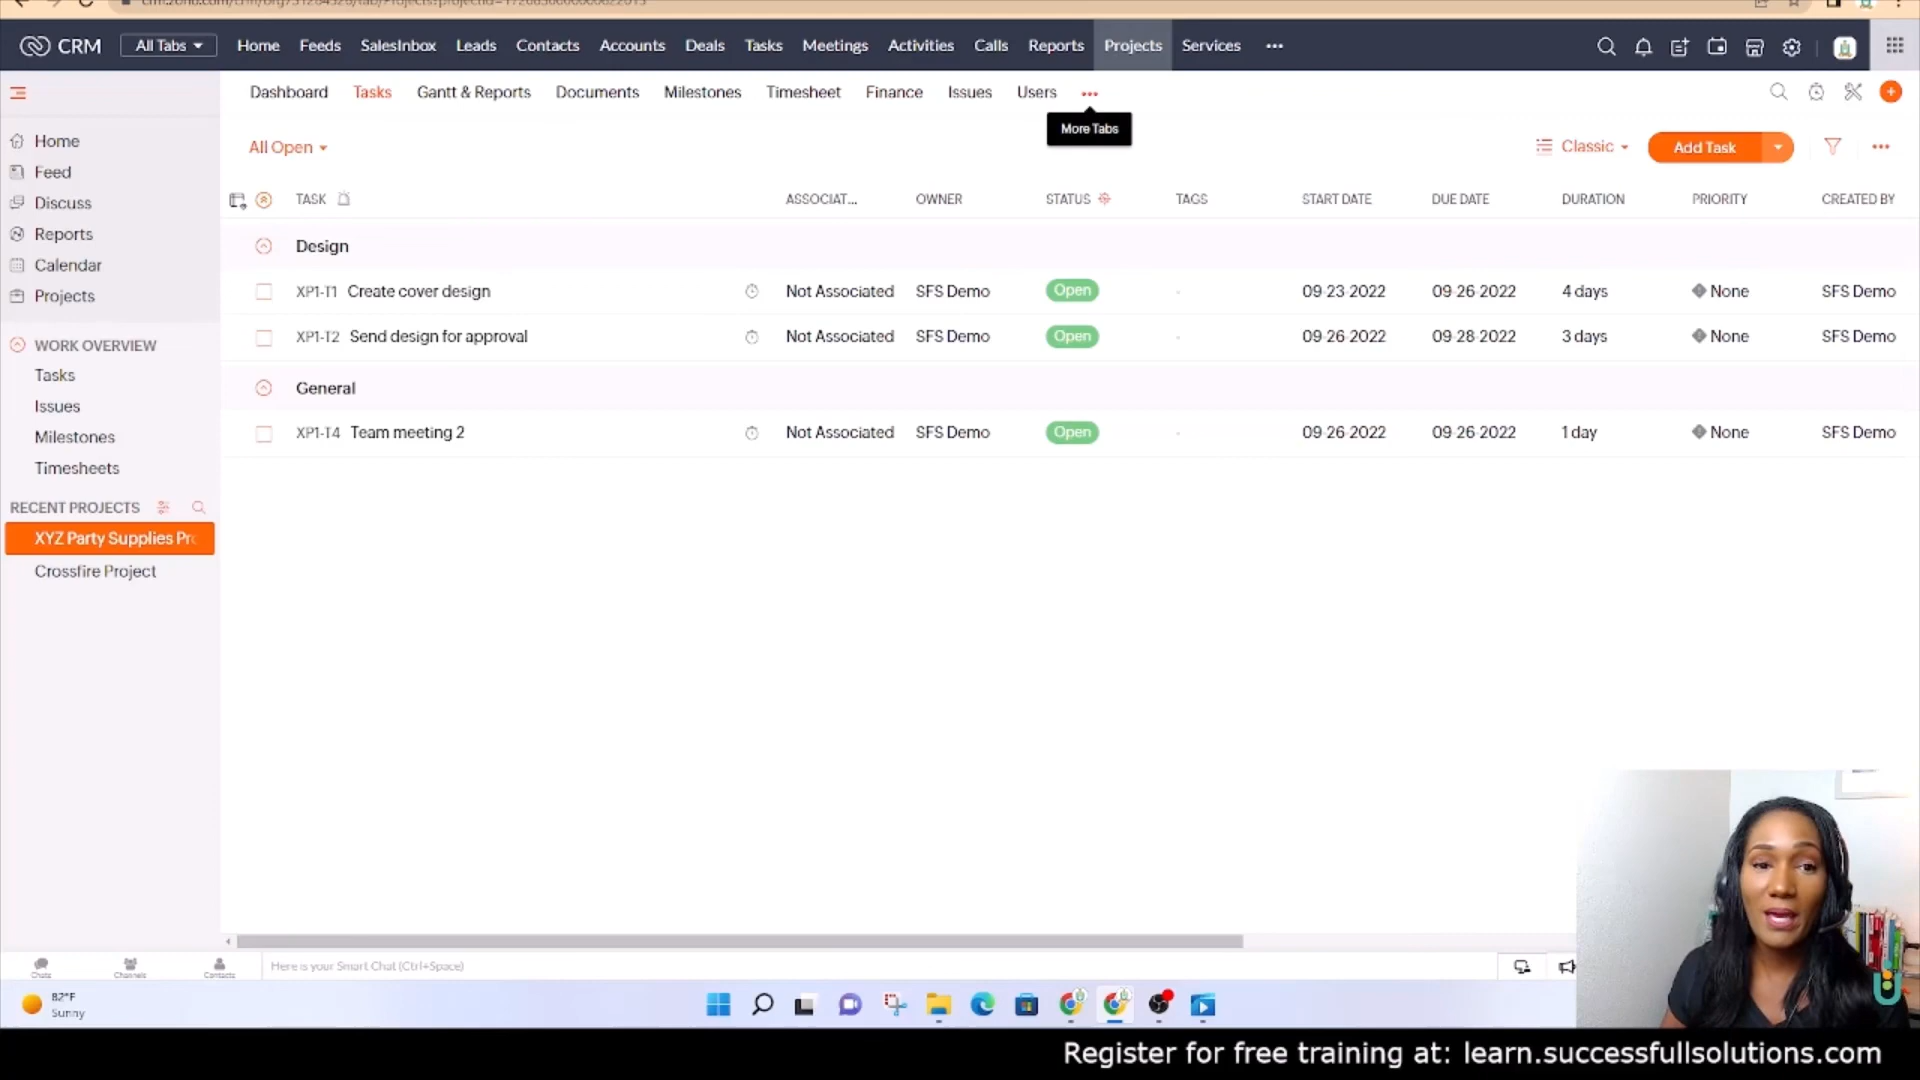 CRM All Tabs Home Feeds SalesInbox Leads Contacts Accounts Deals Tasks Meetings Activities Calls Reports Projects Services
Dashboard Tasks Gantt & Reports Documents Milestones Timesheet Finance Issues Users
More Tabs
All Open Classic Add Task
TASK ASSOCIAT... OWNER STATUS TAGS START DATE DUE DATE DURATION PRIORITY CREATED BY
Design
XP1-T1 Create cover design Not Associated SFS Demo Open - 09-23-2022 09-26-2022 4 days None SFS Demo
XP1-T2 Send design for approval Not Associated SFS Demo Open - 09-26-2022 09-28-2022 3 days None SFS Demo
General
XP1-T4 Team meeting 2 Not Associated SFS Demo Open - 09-26-2022 09-26-2022 1 day None SFS Demo
Home
Feed
Discuss
Reports
Calendar
Projects
WORK OVERVIEW
Tasks
Issues
Milestones
Timesheets
RECENT PROJECTS
XYZ Party Supplies Pr
Crossfire Project
Chats Channels Contacts Here is your Smart Chat (Ctrl+Space)
82°F
Sunny
Register for free training at: learn.successfullsolutions.com